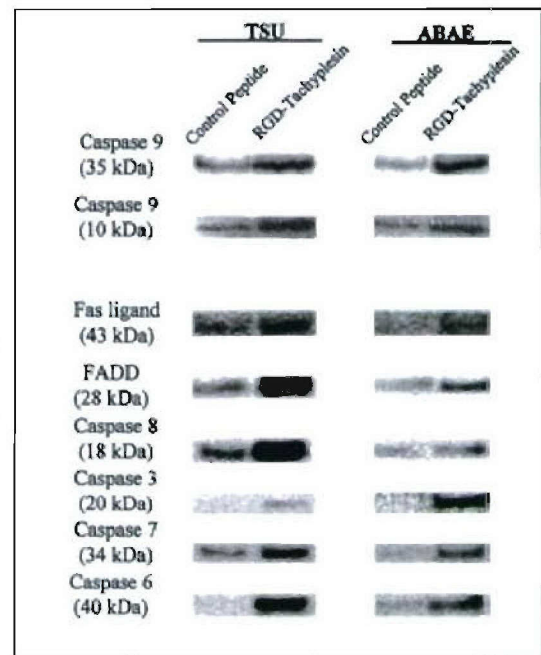 TSU ABAE
Control Peptide RGD-Tachyplesin Control Peptide RGD-Tachyplesin
Caspase 9
(35 kDa)
Caspase 9
(10 kDa)
Fas ligand
(43 kDa)
FADD
(28 kDa)
Caspase 8
(18 kDa)
Caspase 3
(20 kDa)
Caspase 7
(34 kDa)
Caspase 6
(40 kDa)